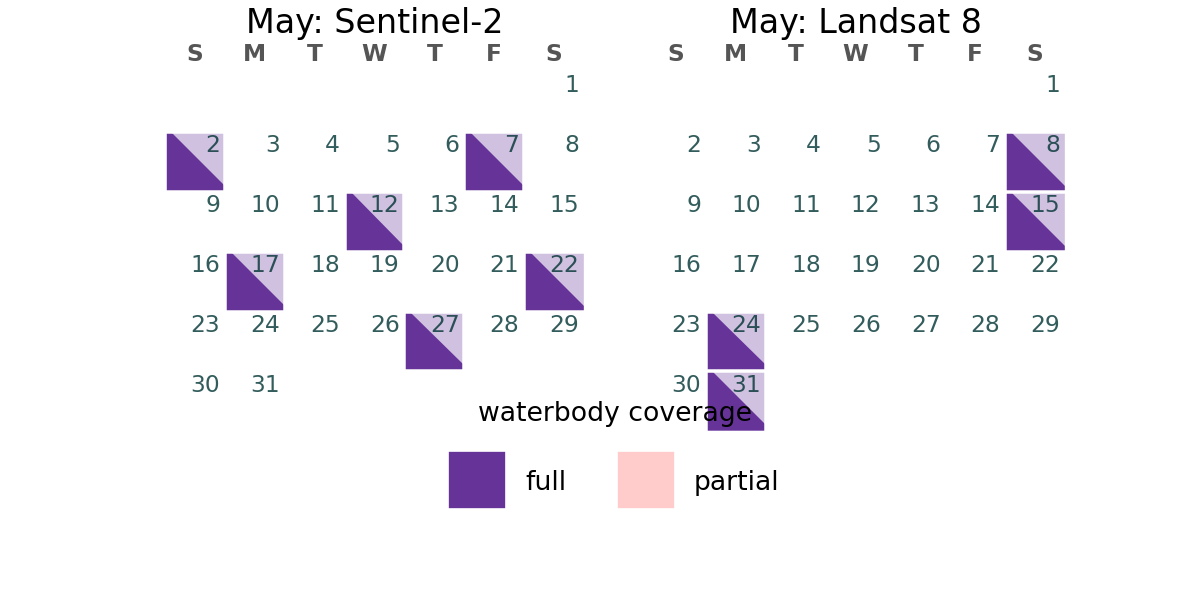 May: Sentinel-2
S M T W T F S
1
2 3 4 5 6 7 8
9 10 11 12 13 14 15
16 17 18 19 20 21 22
23 24 25 26 27 28 29
30 31
May: Landsat 8
S M T W T F S
1
2 3 4 5 6 7 8
9 10 11 12 13 14 15
16 17 18 19 20 21 22
23 24 25 26 27 28 29
30 31
waterbody coverage
full
partial